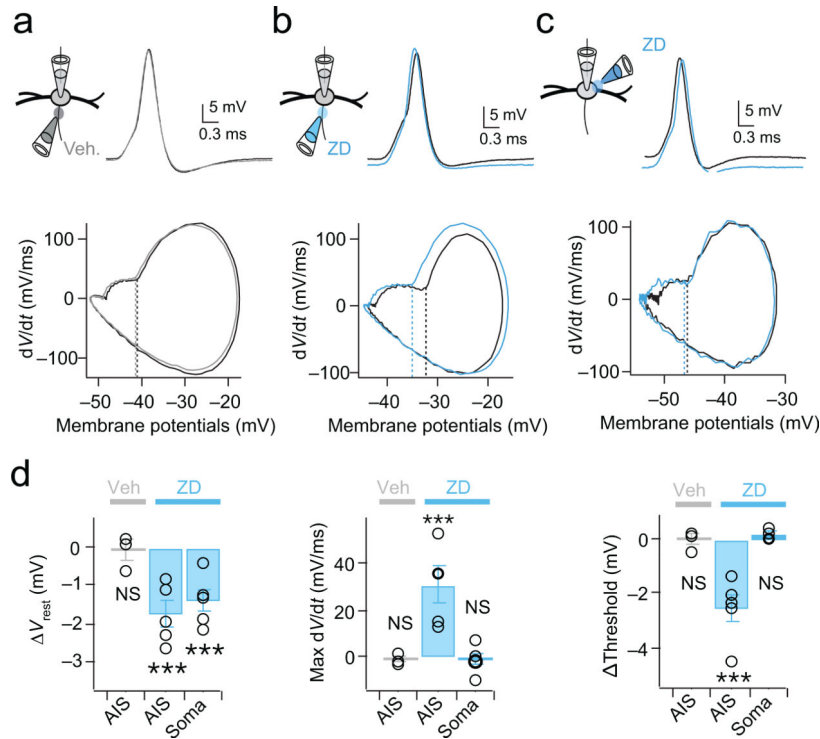 a
b
c
Veh.
5 mV
0.3 ms
ZD
5 mV
0.3 ms
ZD
5 mV
0.3 ms
dV/dt (mV/ms)
100
0
−100
−50
−40
−30
−20
Membrane potentials (mV)
dV/dt (mV/ms)
100
0
−100
−40
−30
−20
Membrane potentials (mV)
dV/dt (mV/ms)
100
0
−100
−50
−40
−30
Membrane potentials (mV)
d
Veh
ZD
ΔVrest (mV)
0
−1
−2
−3
NS
***
***
AIS
AIS
Soma
Veh
ZD
Max dV/dt (mV/ms)
40
20
0
NS
***
NS
AIS
AIS
Soma
Veh
ZD
ΔThreshold (mV)
0
−2
−4
NS
***
NS
AIS
AIS
Soma